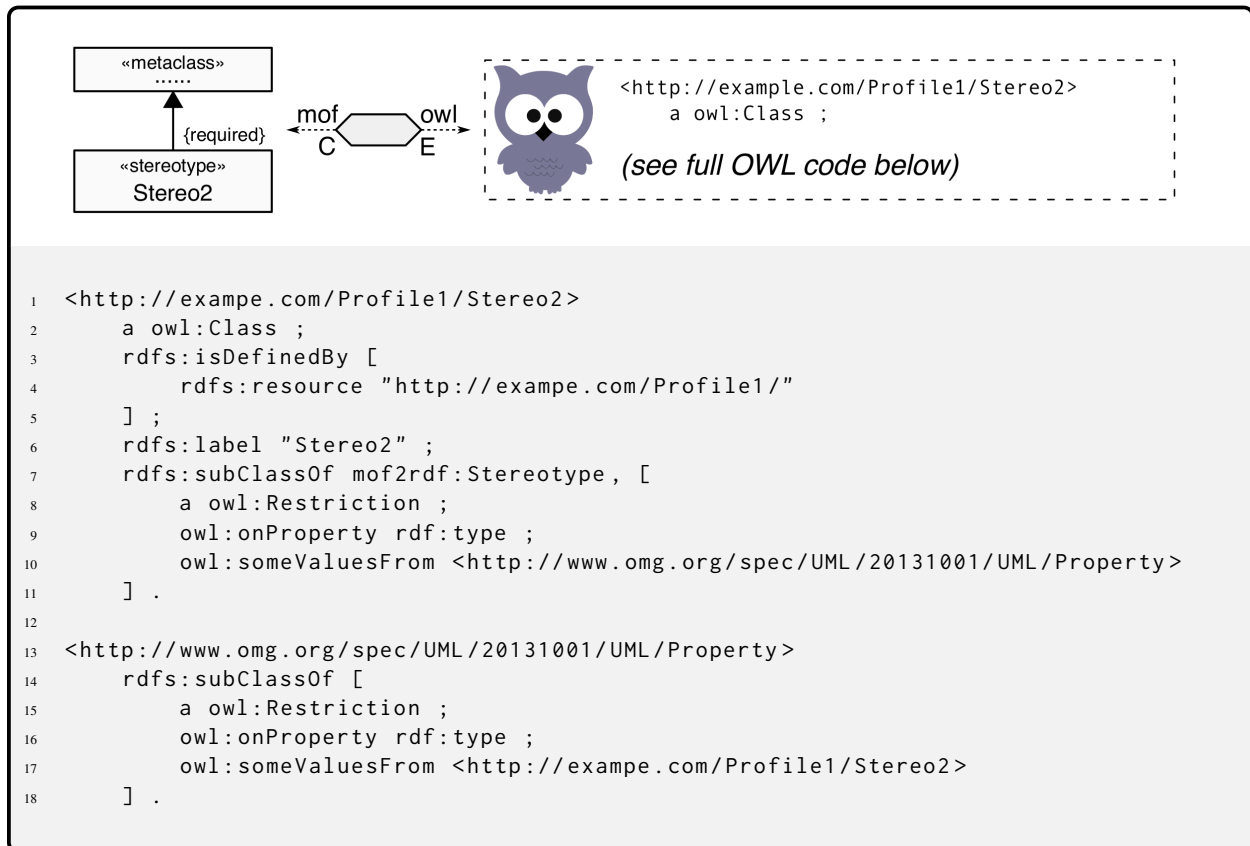 «metaclass»
......
{required}
«stereotype»
Stereo2
mof
C
owl
E
<http://example.com/Profile1/Stereo2>
    a owl:Class ;
(see full OWL code below)
1 <http://exampe.com/Profile1/Stereo2>
2     a owl:Class ;
3     rdfs:isDefinedBy [
4         rdfs:resource "http://exampe.com/Profile1/"
5     ] ;
6     rdfs:label "Stereo2" ;
7     rdfs:subClassOf mof2rdf:Stereotype, [
8         a owl:Restriction ;
9         owl:onProperty rdf:type ;
10         owl:someValuesFrom <http://www.omg.org/spec/UML/20131001/UML/Property>
11     ] .
12
13 <http://www.omg.org/spec/UML/20131001/UML/Property>
14     rdfs:subClassOf [
15         a owl:Restriction ;
16         owl:onProperty rdf:type ;
17         owl:someValuesFrom <http://exampe.com/Profile1/Stereo2>
18     ] .